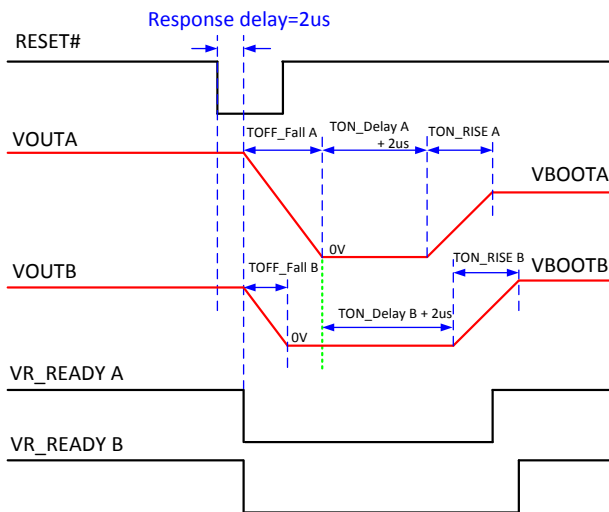 Response delay=2us
RESET#
TOFF_Fall A
TON_Delay A
+ 2us
TON_RISE A
VOUTA
VBOOTA
0V
TOFF_Fall B
TON_RISE B
VOUTB
VBOOTB
TON_Delay B + 2us
0V
VR_READY A
VR_READY B